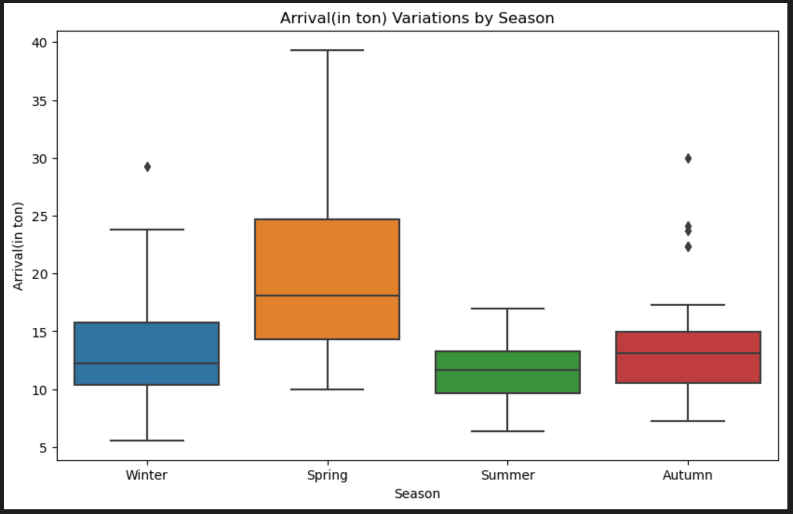 Arrival(in ton) Variations by Season
40
35
30
25
20
15
10
5
Arrival(in ton)
Winter
Spring
Summer
Autumn
Season